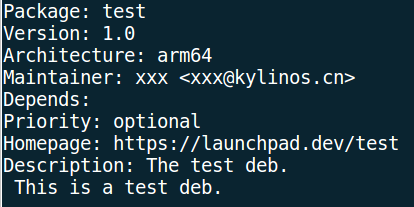 Package: test
Version: 1.0
Architecture: arm64
Maintainer: xxx <xxx@kylinos.cn>
Depends:
Priority: optional
Homepage: https://launchpad.dev/test
Description: The test deb.
 This is a test deb.